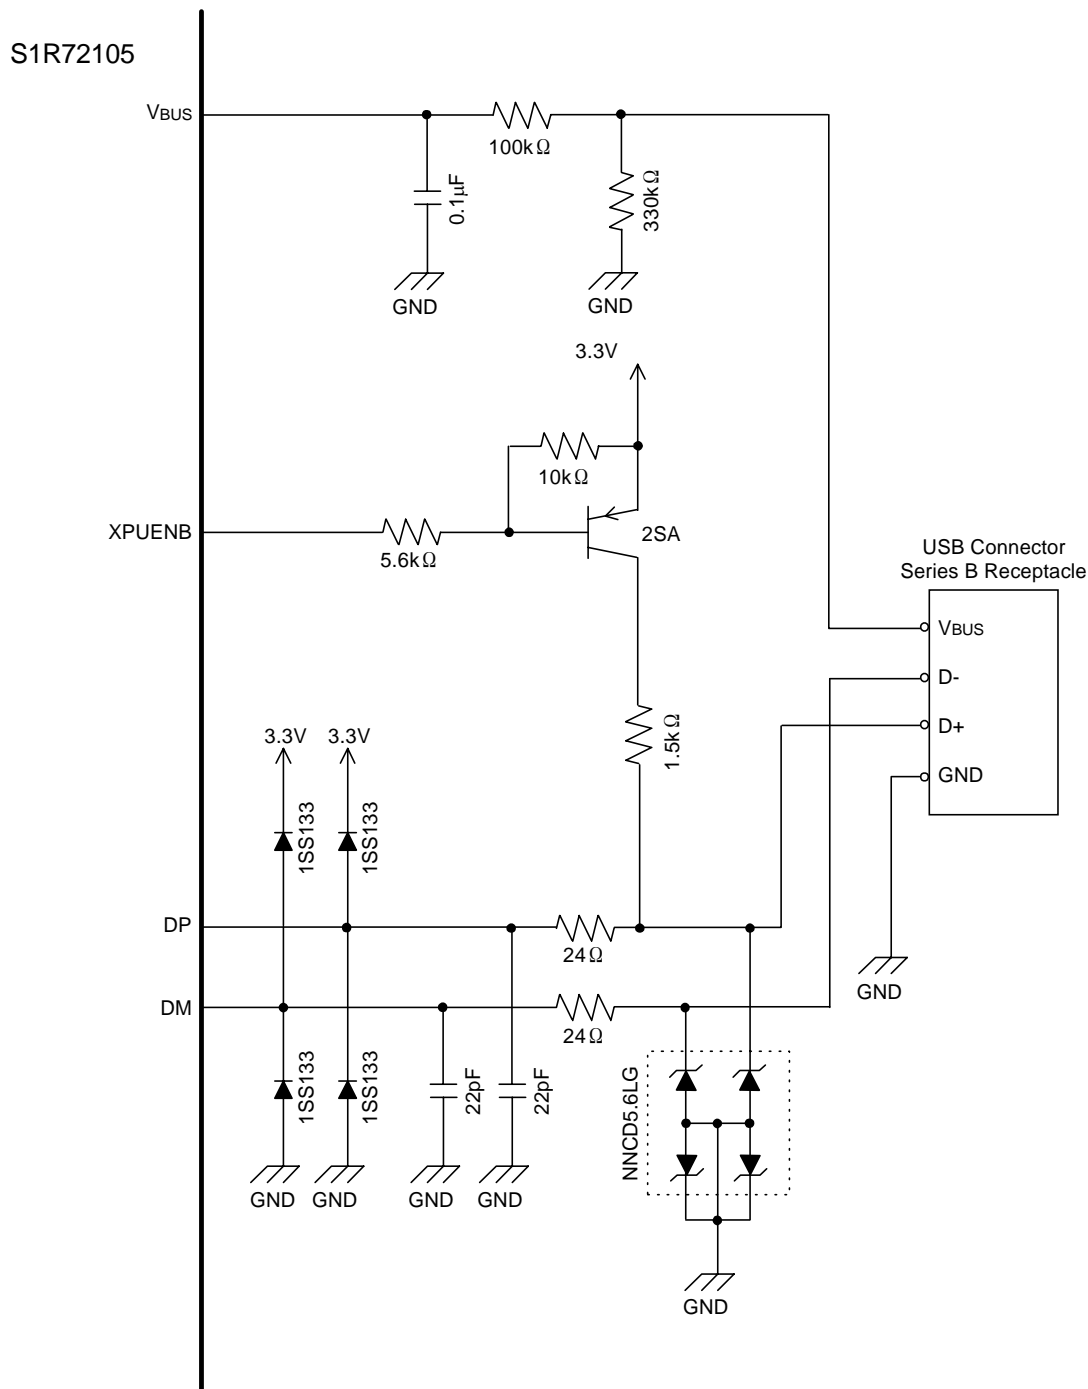 S1R72105
VBUS
100kΩ
0.1µF
330kΩ
GND
GND
3.3V
10kΩ
XPUENB
5.6kΩ
2SA
USB Connector
Series B Receptacle
VBUS
D-
D+
GND
1.5kΩ
3.3V
3.3V
1SS133
1SS133
DP
24Ω
GND
DM
24Ω
1SS133
1SS133
22pF
22pF
NNCD5.6LG
GND
GND
GND
GND
GND